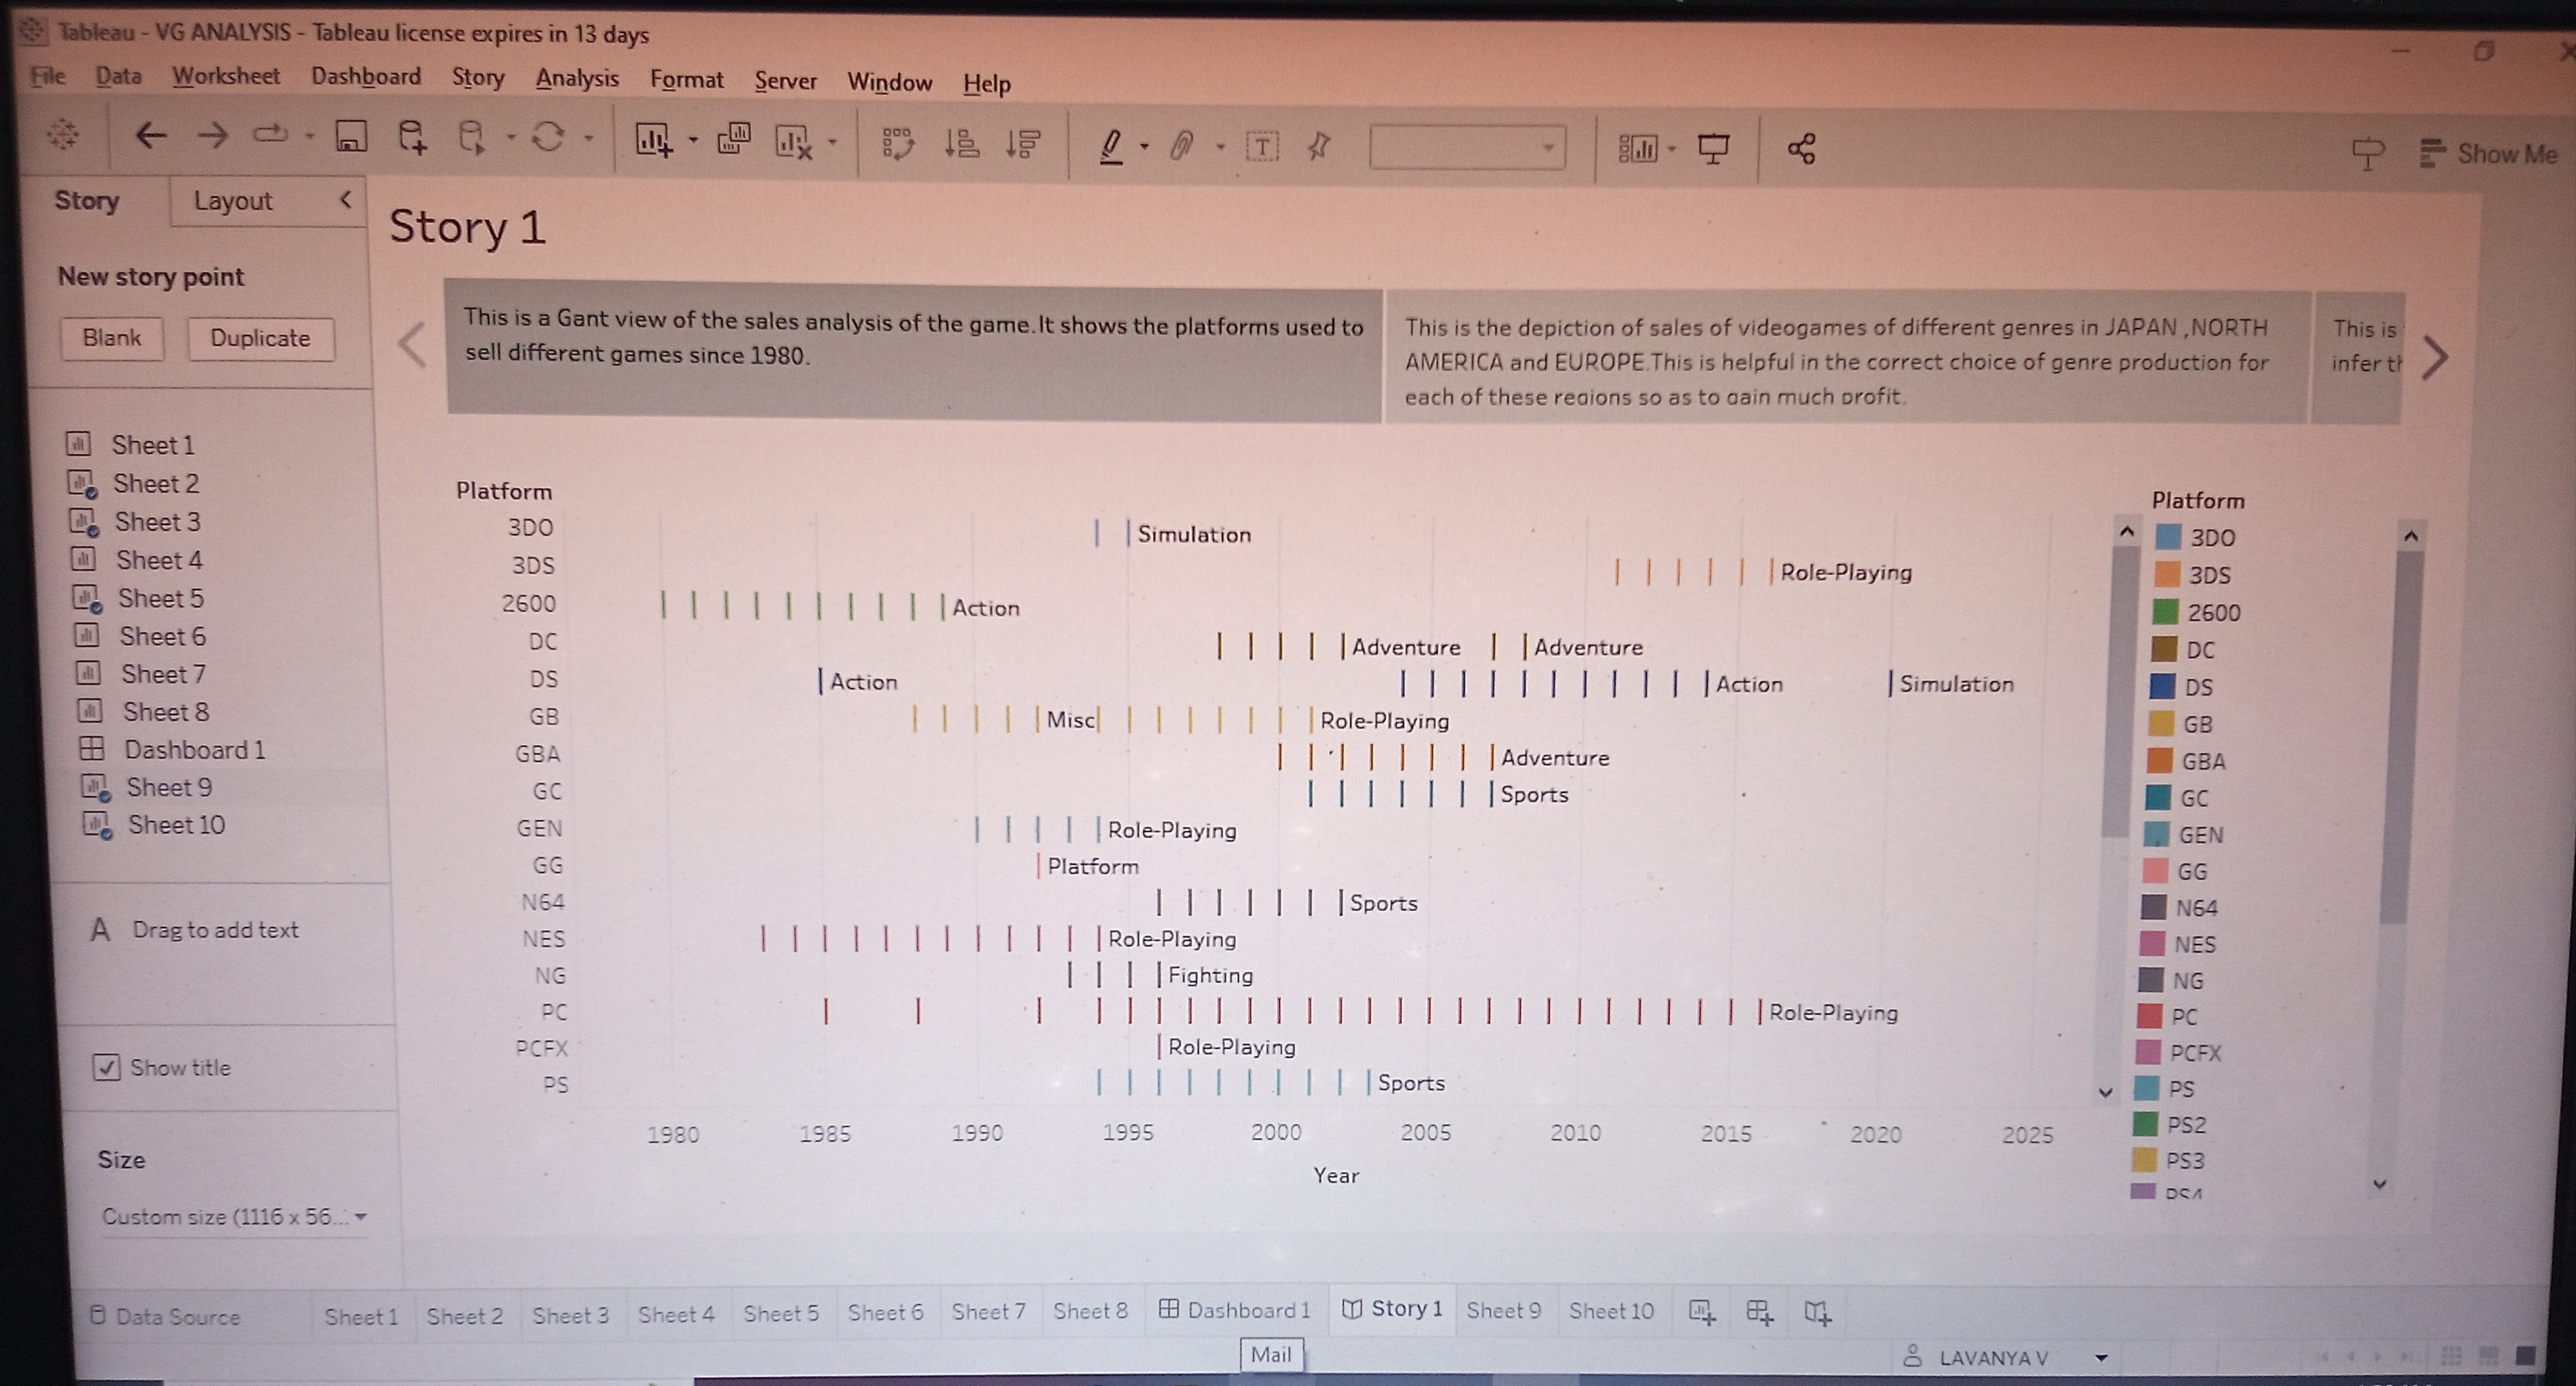 Tableau - VG ANALYSIS - Tableau license expires in 13 days
File Data Worksheet Dashboard Story Analysis Format Server Window Help
Show Me
Story Layout
New story point
Blank Duplicate
Sheet 1
Sheet 2
Sheet 3
Sheet 4
Sheet 5
Sheet 6
Sheet 7
Sheet 8
Dashboard 1
Sheet 9
Sheet 10
A Drag to add text
Show title
Size
Custom size (1116 x 56...
Story 1
This is a Gant view of the sales analysis of the game.It shows the platforms used to
sell different games since 1980.
This is the depiction of sales of videogames of different genres in JAPAN ,NORTH
AMERICA and EUROPE.This is helpful in the correct choice of genre production for
each of these regions so as to gain much profit.
This is
infer th
Platform
3DO Simulation
3DS Role-Playing
2600 Action
DC Adventure Adventure
DS Action Action Simulation
GB Misc Role-Playing
GBA Adventure
GC Sports
GEN Role-Playing
GG Platform
N64 Sports
NES Role-Playing
NG Fighting
PC Role-Playing
PCFX Role-Playing
PS Sports
1980 1985 1990 1995 2000 2005 2010 2015 2020 2025
Year
Platform
3DO
3DS
2600
DC
DS
GB
GBA
GC
GEN
GG
N64
NES
NG
PC
PCFX
PS
PS2
PS3
PS4
Data Source Sheet 1 Sheet 2 Sheet 3 Sheet 4 Sheet 5 Sheet 6 Sheet 7 Sheet 8 Dashboard 1 Story 1 Sheet 9 Sheet 10
Mail
LAVANYA V